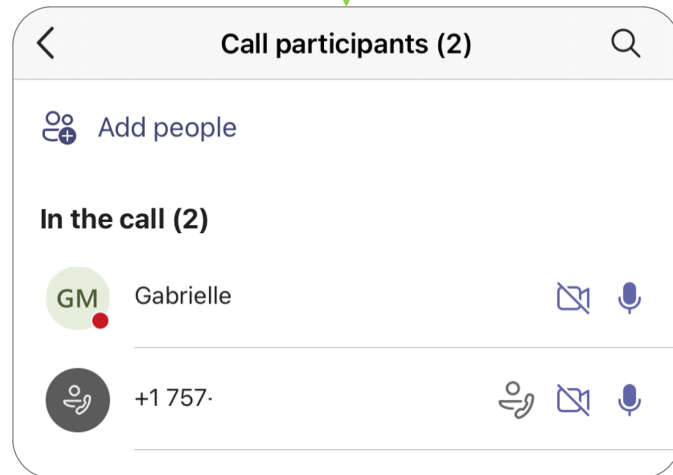 Call participants (2)
Add people
In the call (2)
GM
Gabrielle
+1 757-